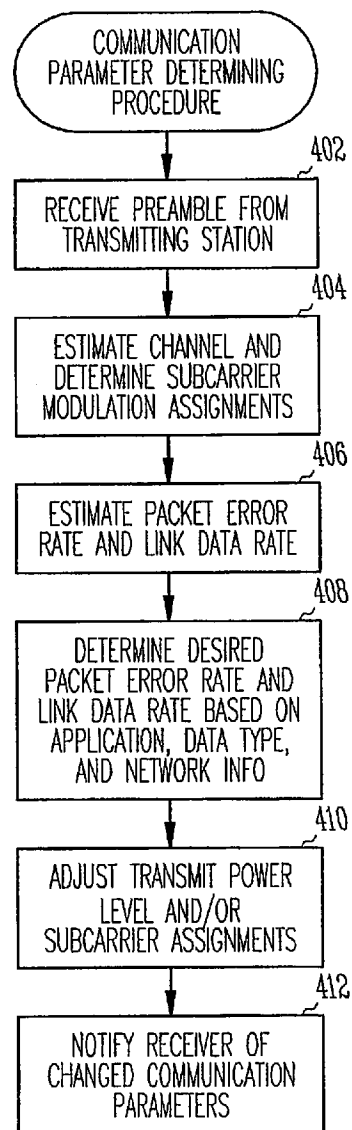 COMMUNICATION
PARAMETER DETERMINING
PROCEDURE
402
RECEIVE PREAMBLE FROM
TRANSMITTING STATION
404
ESTIMATE CHANNEL AND
DETERMINE SUBCARRIER
MODULATION ASSIGNMENTS
406
ESTIMATE PACKET ERROR
RATE AND LINK DATA RATE
408
DETERMINE DESIRED
PACKET ERROR RATE AND
LINK DATA RATE BASED ON
APPLICATION, DATA TYPE,
AND NETWORK INFO
410
ADJUST TRANSMIT POWER
LEVEL AND/OR
SUBCARRIER ASSIGNMENTS
412
NOTIFY RECEIVER OF
CHANGED COMMUNICATION
PARAMETERS